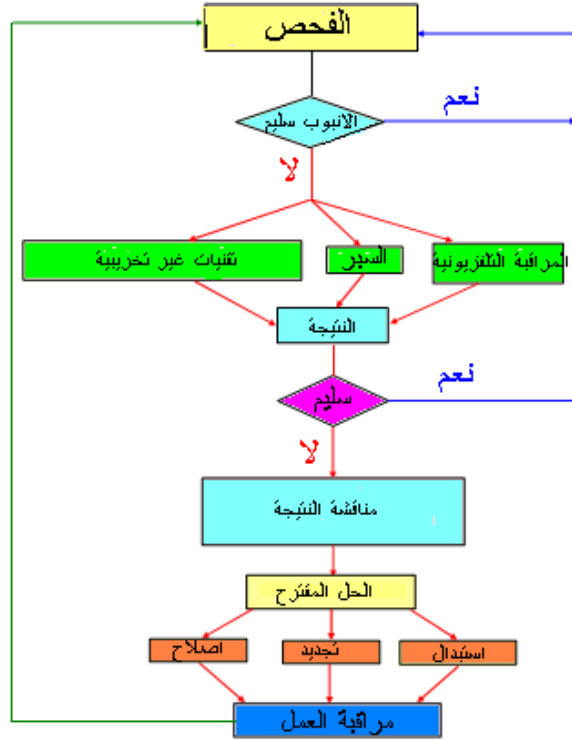 الفحص
الانبوب سليم
نعم
لا
المراقبة التلفزيونية
السبر
تقنيات غير تخريبية
النتيجة
سليم
نعم
لا
مناقشة النتيجة
الحل المقترح
استبدال
تجديد
اصلاح
مراقبة العمل